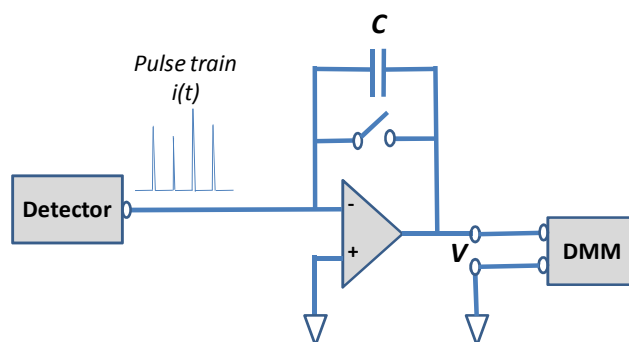 C
Pulse train
i(t)
Detector
-
+
V
DMM